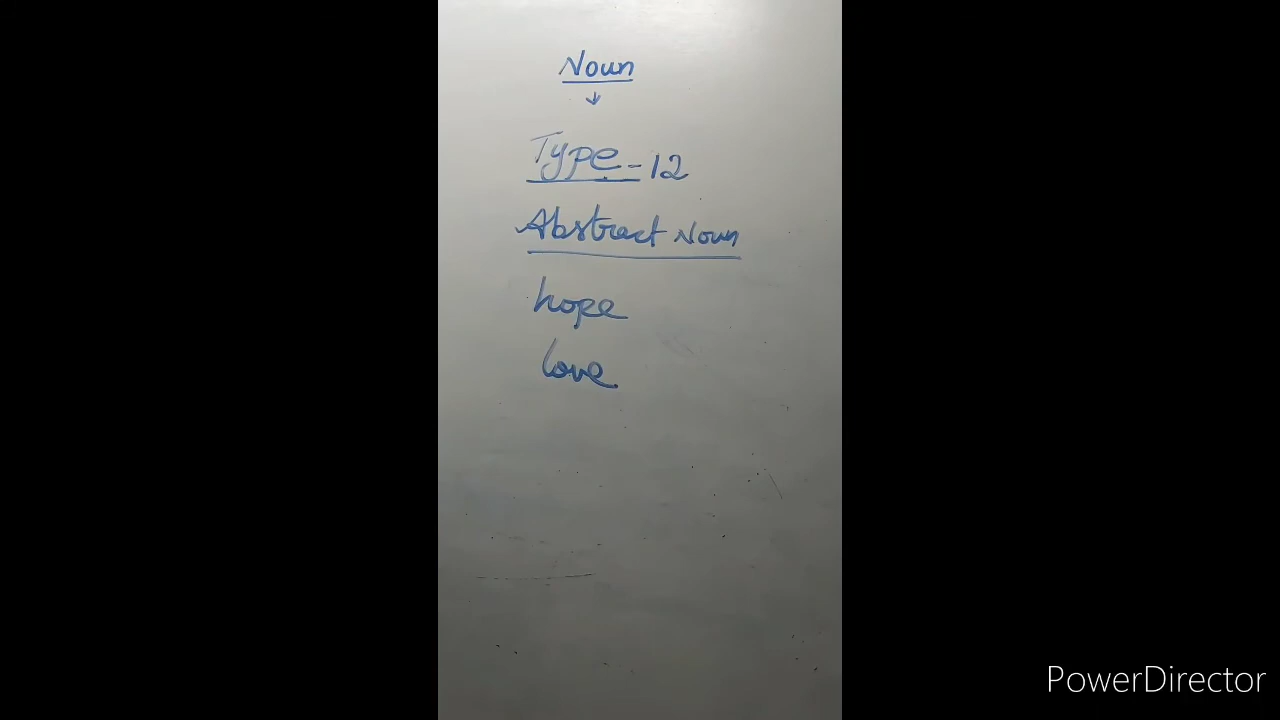 Noun
↓
Type - 12
Abstract Noun
hope
love
PowerDirector